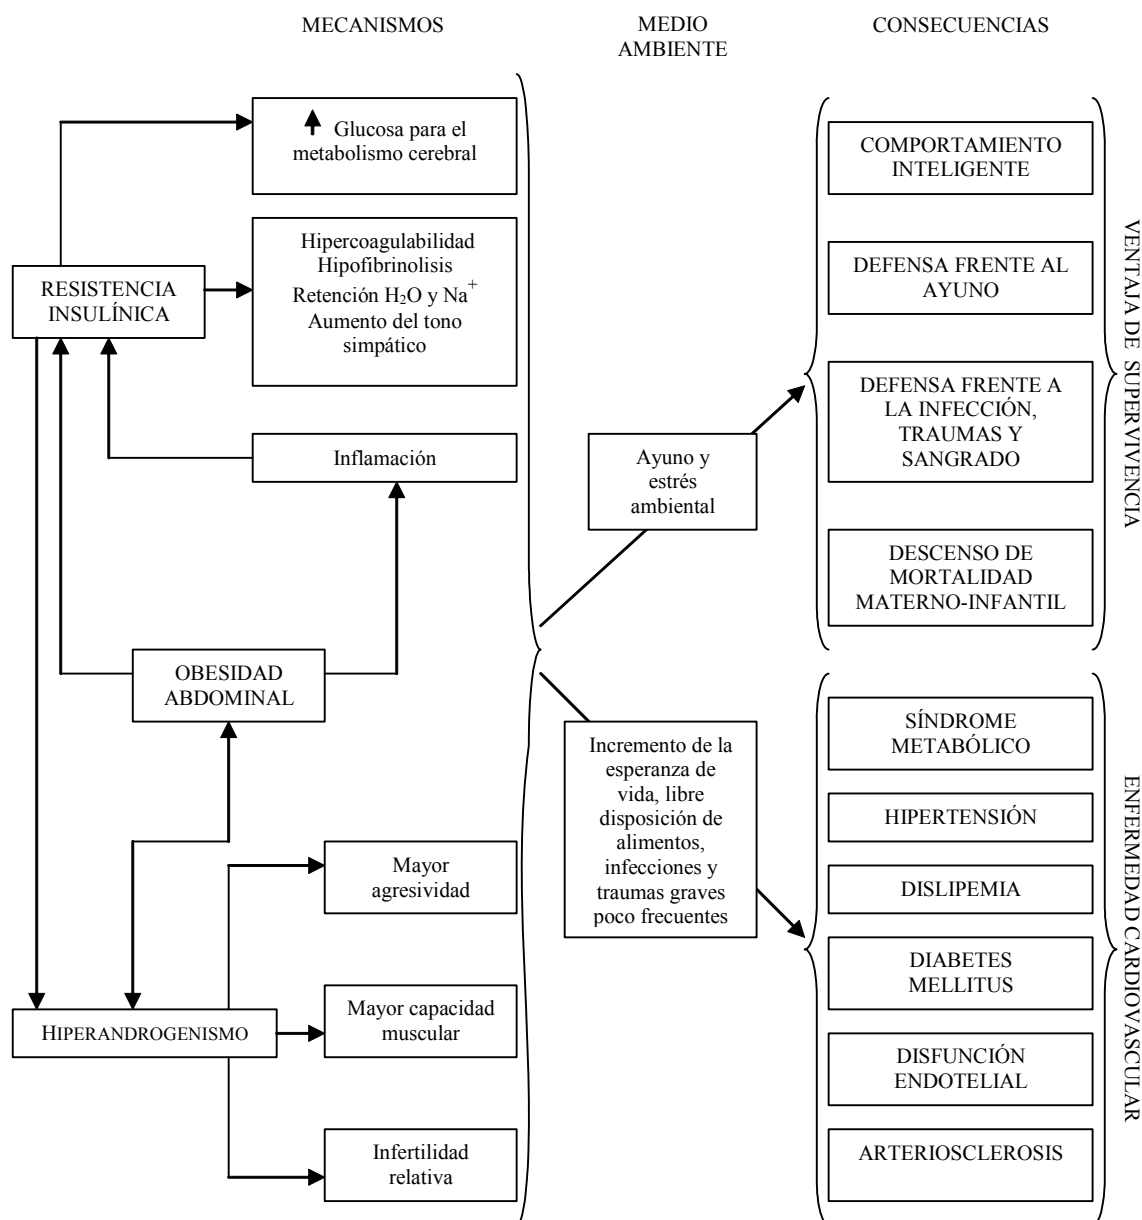 MECANISMOS
MEDIO
AMBIENTE
CONSECUENCIAS
Glucosa para el
metabolismo cerebral
Hipercoagulabilidad
Hipofibrinolisis
Retención H₂O y Na⁺
Aumento del tono
simpático
RESISTENCIA
INSULÍNICA
Inflamación
OBESIDAD
ABDOMINAL
Mayor
agresividad
Mayor capacidad
muscular
HIPERANDROGENISMO
Infertilidad
relativa
Ayuno y
estrés
ambiental
Incremento de la
esperanza de
vida, libre
disposición de
alimentos,
infecciones y
traumas graves
poco frecuentes
COMPORTAMIENTO
INTELIGENTE
DEFENSA FRENTE AL
AYUNO
DEFENSA FRENTE A
LA INFECCIÓN,
TRAUMAS Y
SANGRADO
DESCENSO DE
MORTALIDAD
MATERNO-INFANTIL
VENTAJA DE SUPERVIVENCIA
SÍNDROME
METABÓLICO
HIPERTENSIÓN
DISLIPEMIA
DIABETES
MELLITUS
DISFUNCIÓN
ENDOTELIAL
ARTERIOSCLEROSIS
ENFERMEDAD CARDIOVASCULAR